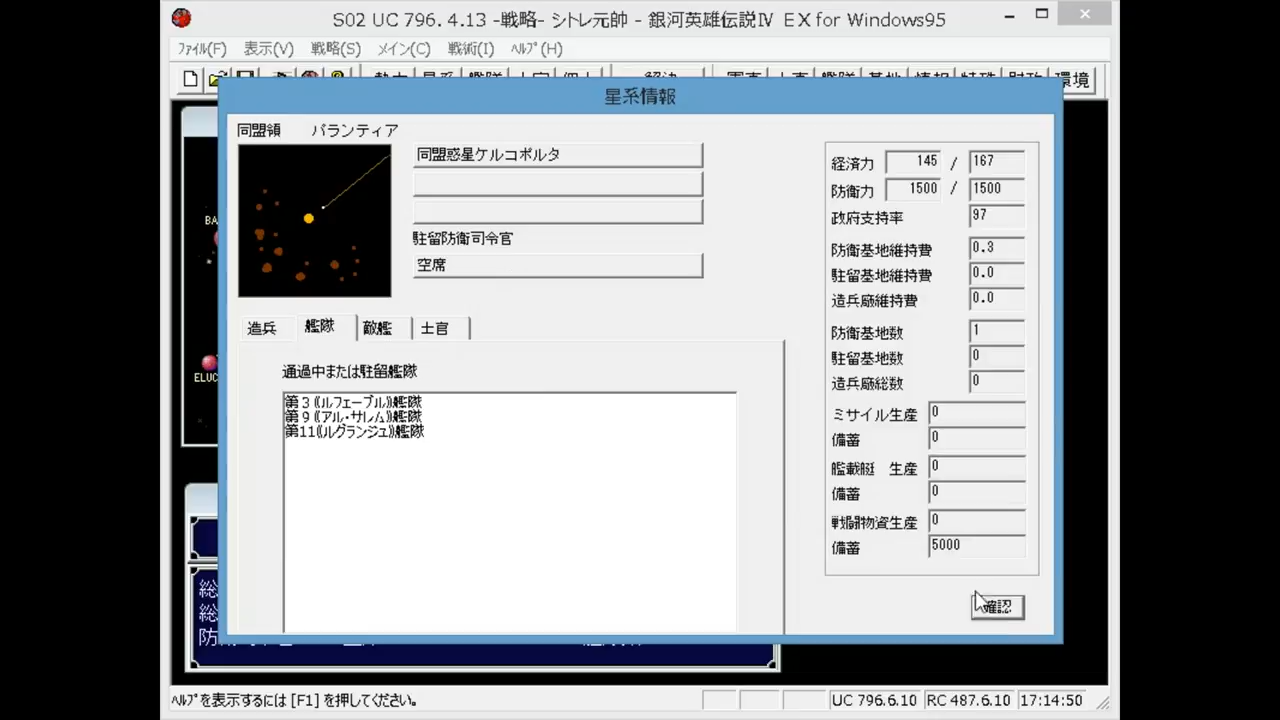 S02 UC 796. 4.13 -戦略- シトレ元帥 - 銀河英雄伝説Ⅳ EX for Windows95
ﾌｧｲﾙ(F) 表示(V) 戦略(S) メイン(C) 戦術(I) ﾍﾙﾌﾟ(H)
環境
星系情報
同盟領 パランティア
同盟惑星ケルコポルタ
駐留防衛司令官
空席
造兵 艦隊 敵艦 士官
通過中または駐留艦隊
第３《ルフェーブル》艦隊
第９《アル・サレム》艦隊
第11《ルグランジュ》艦隊
経済力 145 / 167
防衛力 1500 / 1500
政府支持率 97
防衛基地維持費 0.3
駐留基地維持費 0.0
造兵廠維持費 0.0
防衛基地数 1
駐留基地数 0
造兵廠総数 0
ミサイル生産 0
備蓄 0
艦載艇 生産 0
備蓄 0
戦闘物資生産 0
備蓄 5000
確認
BA
ELUC
総
総
防
ﾍﾙﾌﾟを表示するには [F1] を押してください。
UC 796.6.10 RC 487.6.10 17:14:50